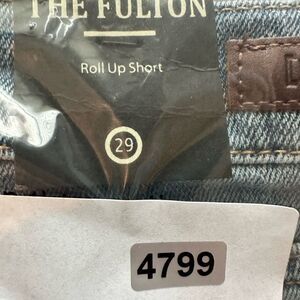 THE FULTON
Roll Up Short
29
4799